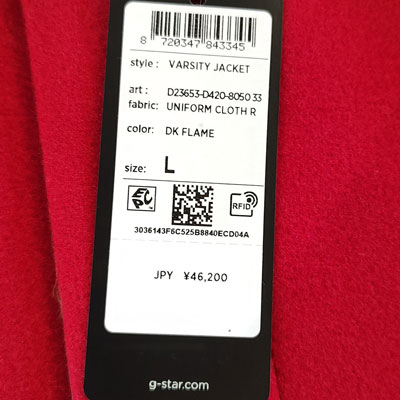 8 720347 843345
style : VARSITY JACKET
art : D23653-D420-8050 33
fabric: UNIFORM CLOTH R
color: DK FLAME
size: L
EPC RFID
3036143F6C525B8840ECD04A
JPY ¥46,200
g-star.com